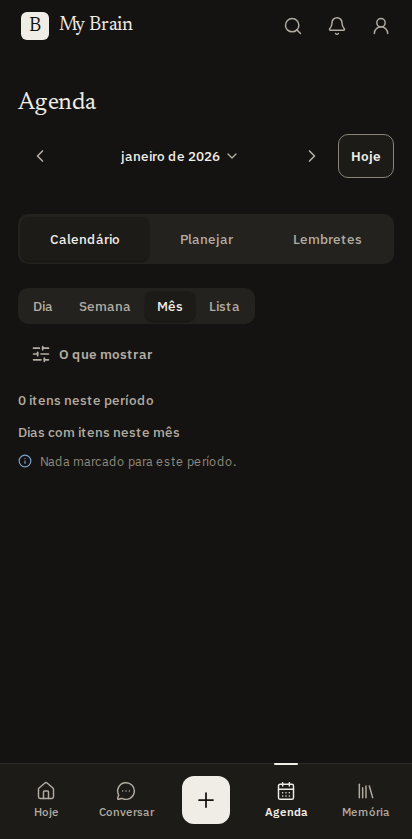 B My Brain
Agenda
janeiro de 2026
Hoje
Calendário Planejar Lembretes
Dia Semana Mês Lista
O que mostrar
0 itens neste período
Dias com itens neste mês
Nada marcado para este período.
Hoje Conversar Agenda Memória